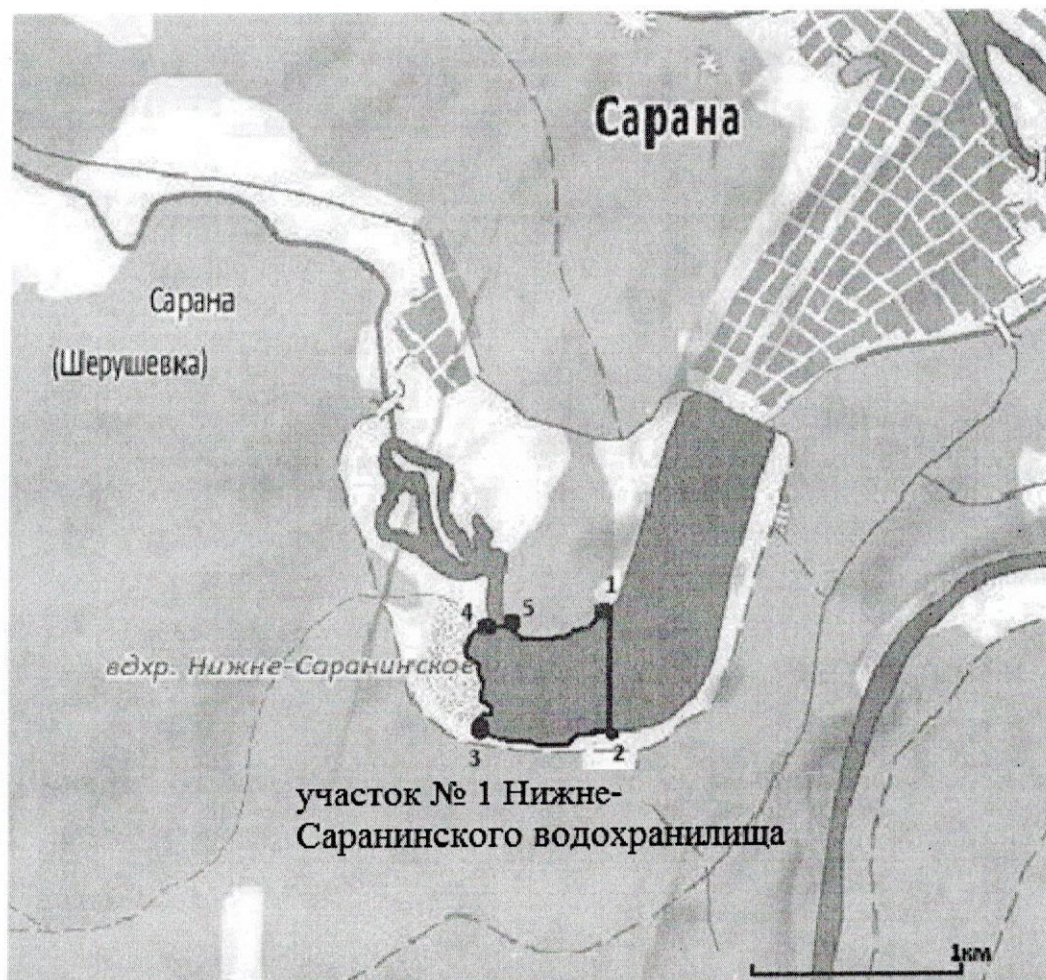 Сарана
Сарана
(Шерушевка)
1
4
5
вдхр. Нижне-Саранинское
3
2
участок № 1 Нижне-
Саранинского водохранилища
1км